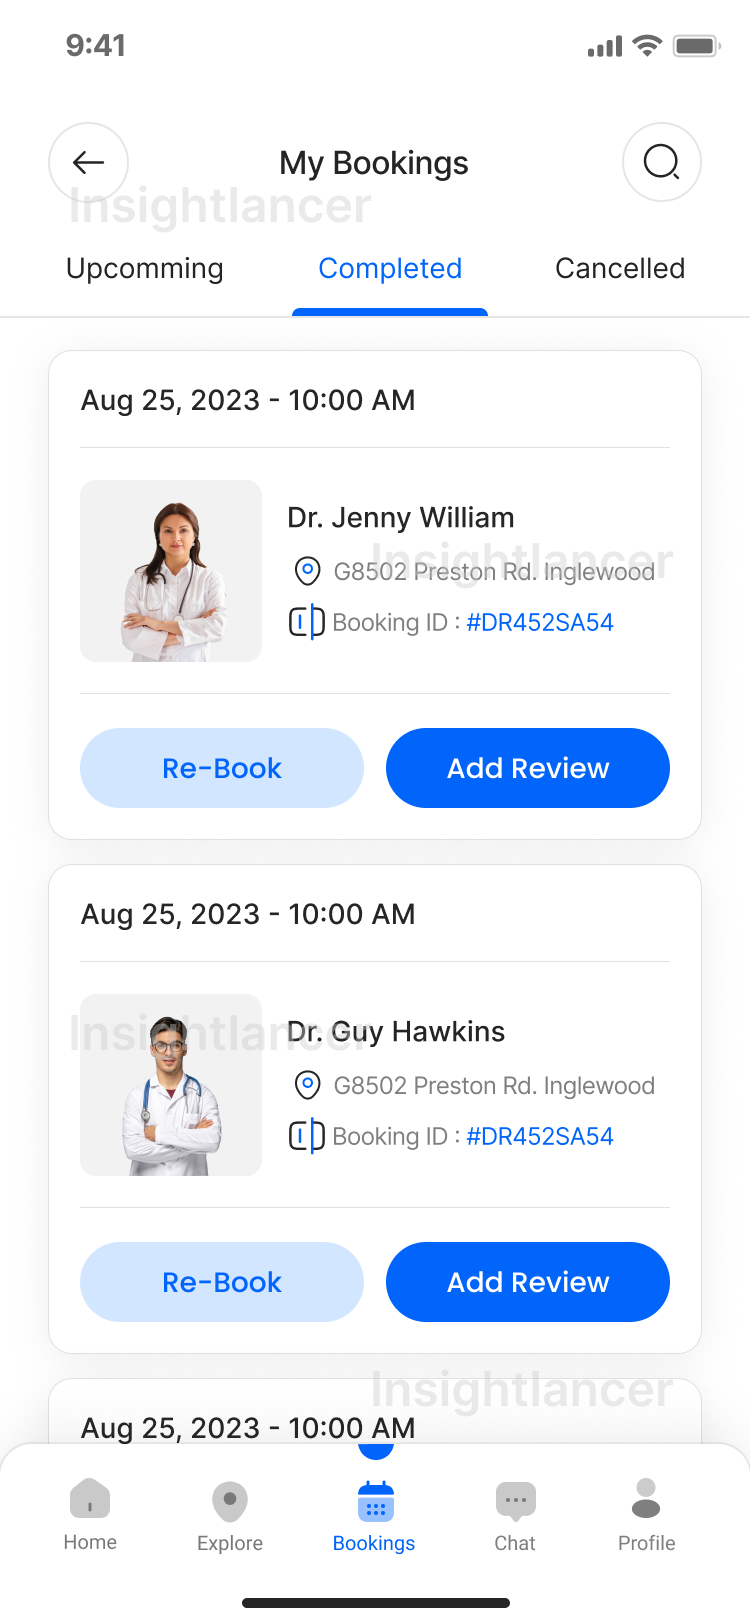 9:41
My Bookings
Insightlancer
Upcomming Completed Cancelled
Aug 25, 2023 - 10:00 AM
Dr. Jenny William
Insightlancer
G8502 Preston Rd. Inglewood
Booking ID : #DR452SA54
Re-Book Add Review
Aug 25, 2023 - 10:00 AM
Insightlancer
Dr. Guy Hawkins
G8502 Preston Rd. Inglewood
Booking ID : #DR452SA54
Re-Book Add Review
Insightlancer
Aug 25, 2023 - 10:00 AM
Home Explore Bookings Chat Profile